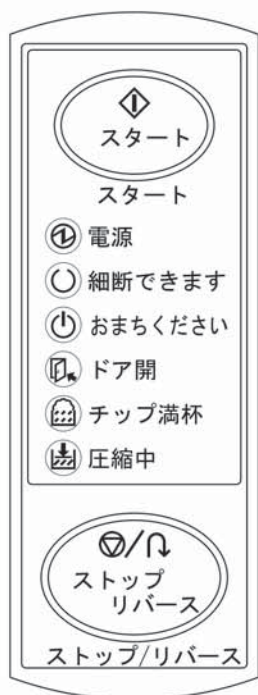 スタート
スタート
電源
細断できます
おまちください
ドア開
チップ満杯
圧縮中
ストップ
リバース
ストップ/リバース